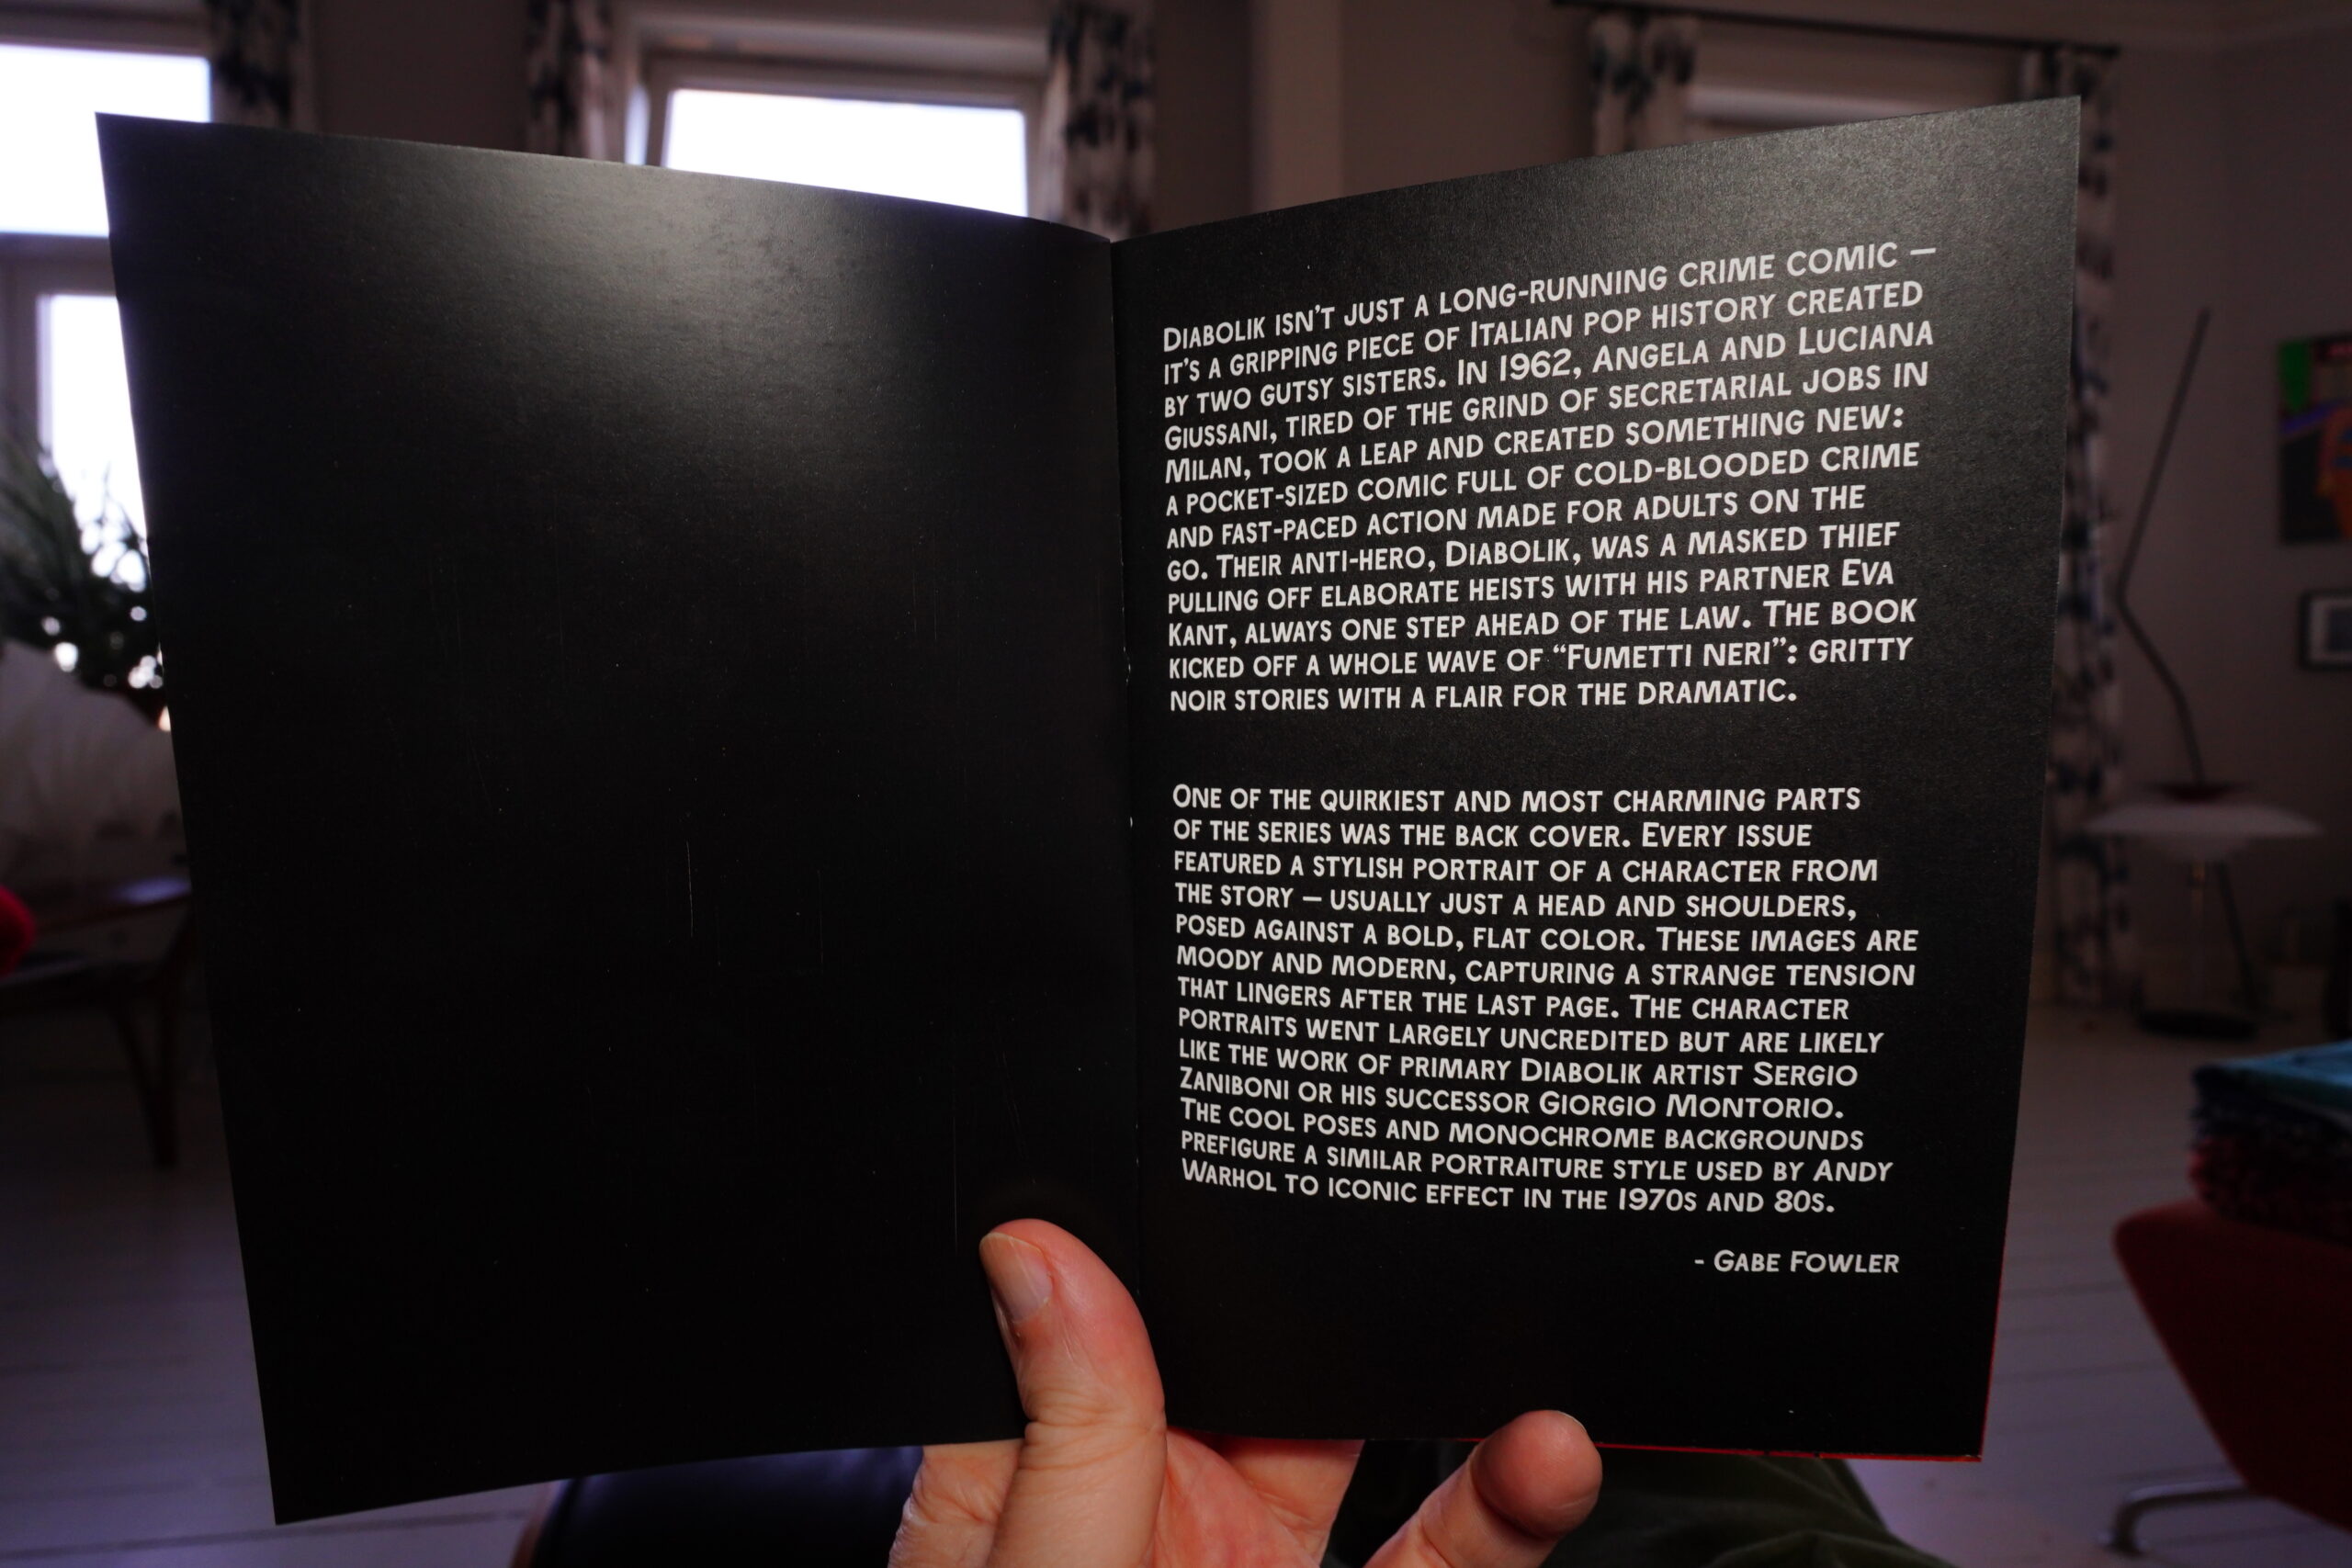 Diabolik isn't just a long-running crime comic –
it's a gripping piece of Italian pop history created
by two gutsy sisters. In 1962, Angela and Luciana
Giussani, tired of the grind of secretarial jobs in
Milan, took a leap and created something new:
a pocket-sized comic full of cold-blooded crime
and fast-paced action made for adults on the
go. Their anti-hero, Diabolik, was a masked thief
pulling off elaborate heists with his partner Eva
Kant, always one step ahead of the law. The book
kicked off a whole wave of “Fumetti neri”: gritty
noir stories with a flair for the dramatic.
One of the quirkiest and most charming parts
of the series was the back cover. Every issue
featured a stylish portrait of a character from
the story – usually just a head and shoulders,
posed against a bold, flat color. These images are
moody and modern, capturing a strange tension
that lingers after the last page. The character
portraits went largely uncredited but are likely
like the work of primary Diabolik artist Sergio
Zaniboni or his successor Giorgio Montorio.
The cool poses and monochrome backgrounds
prefigure a similar portraiture style used by Andy
Warhol to iconic effect in the 1970s and 80s.
- Gabe Fowler